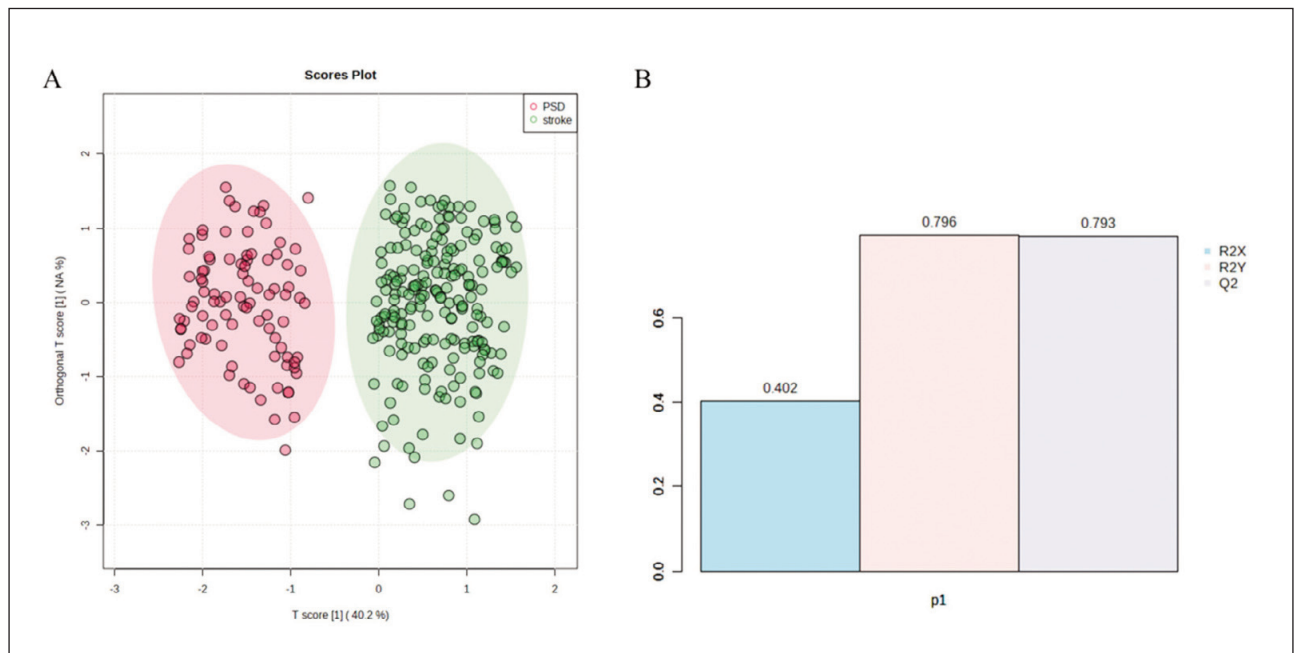 A
Scores Plot
PSD
stroke
Orthogonal T score [1] ( NA %)
2
1
0
-1
-2
-3
-3 -2 -1 0 1 2
T score [1] ( 40.2 %)
B
0.796 0.793
R2X
R2Y
Q2
0.6
0.402
0.4
0.2
0.0
p1